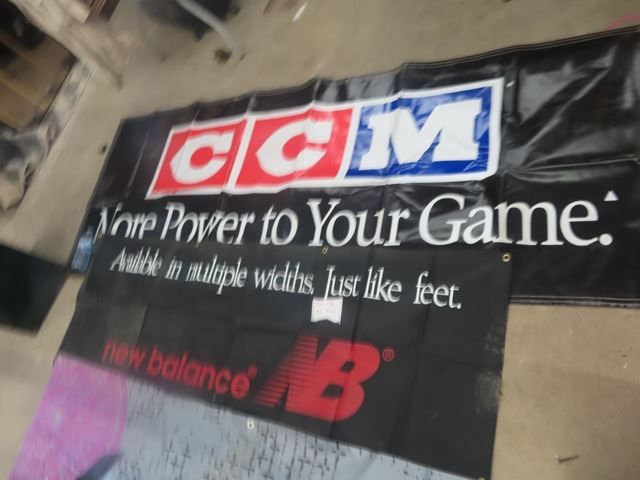 CCM
More Power to Your Game.
Available in multiple widths. Just like feet.
new balance® NB®